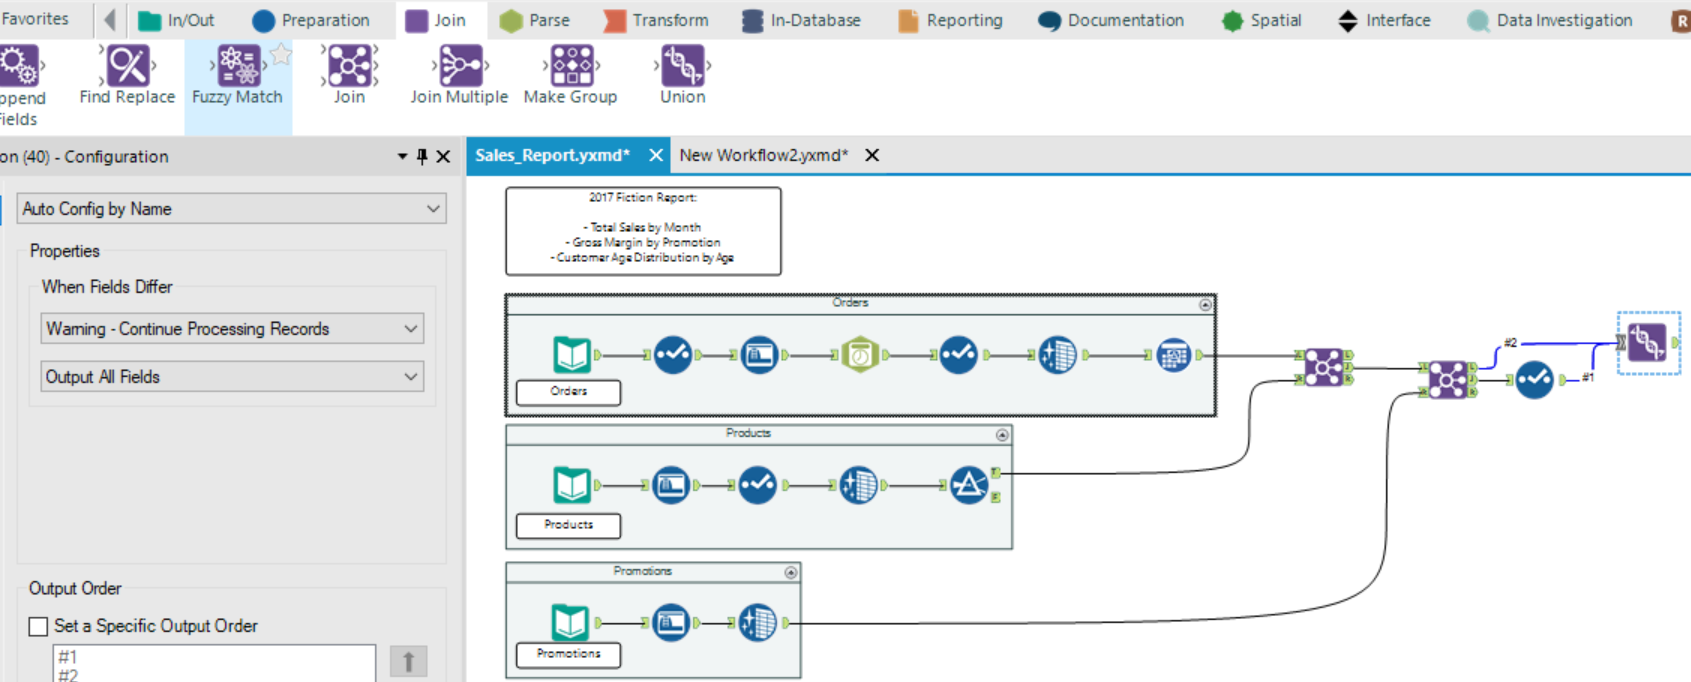 Favorites
In/Out
Preparation
Join
Parse
Transform
In-Database
Reporting
Documentation
Spatial
Interface
Data Investigation
R
ppend
ields
Find Replace
Fuzzy Match
Join
Join Multiple
Make Group
Union
on (40) - Configuration
Sales_Report.yxmd*
New Workflow2.yxmd*
Auto Config by Name
Properties
When Fields Differ
Warning - Continue Processing Records
Output All Fields
Output Order
Set a Specific Output Order
#1
#2
2017 Fiction Report:
- Total Sales by Month
- Gross Margin by Promotion
- Customer Age Distribution by Age
Orders
Orders
#2
#1
Products
Products
Promotions
Promotions